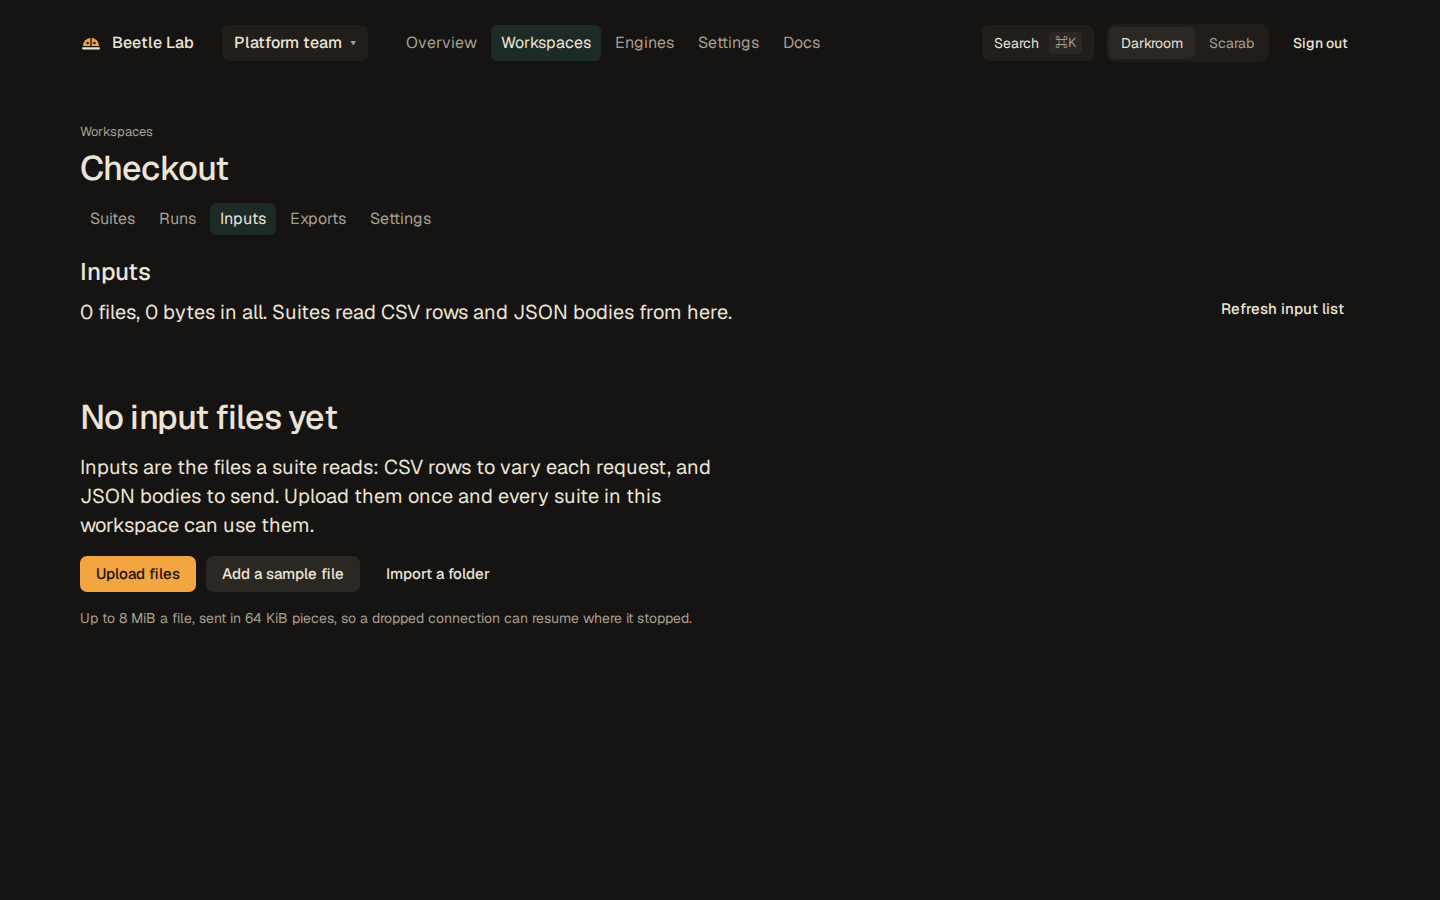 Beetle Lab
Platform team
Overview
Workspaces
Engines
Settings
Docs
Search ⌘K
Darkroom
Scarab
Sign out
Workspaces
Checkout
Suites
Runs
Inputs
Exports
Settings
Inputs
0 files, 0 bytes in all. Suites read CSV rows and JSON bodies from here.
Refresh input list
No input files yet
Inputs are the files a suite reads: CSV rows to vary each request, and
JSON bodies to send. Upload them once and every suite in this
workspace can use them.
Upload files
Add a sample file
Import a folder
Up to 8 MiB a file, sent in 64 KiB pieces, so a dropped connection can resume where it stopped.